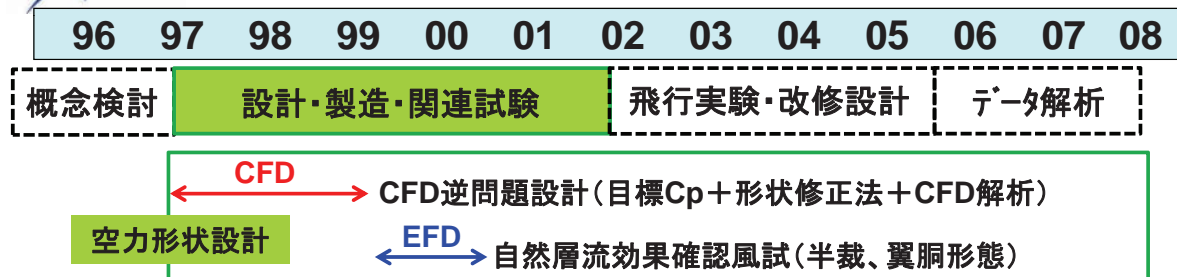 96 97 98 99 00 01 02 03 04 05 06 07 08
概念検討 設計・製造・関連試験 飛行実験・改修設計 データ解析
CFD
CFD逆問題設計（目標Cp＋形状修正法＋CFD解析）
空力形状設計
EFD
自然層流効果確認風試（半裁、翼胴形態）